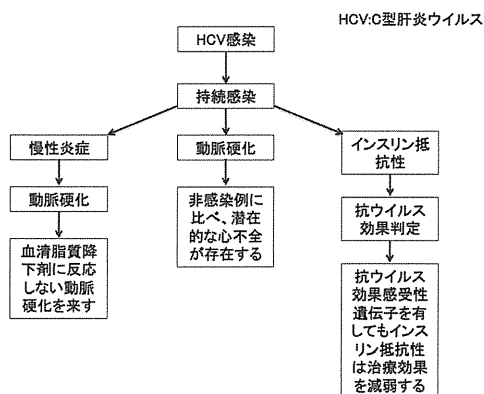 HCV:C型肝炎ウイルス
HCV感染
持続感染
慢性炎症
動脈硬化
インスリン抵
抗性
動脈硬化
非感染例に
比べ、潜在
的な心不全
が存在する
抗ウイルス
効果判定
血清脂質降
下剤に反応
しない動脈
硬化を来す
抗ウイルス
効果感受性
遺伝子を有
してもインス
リン抵抗性
は治療効果
を減弱する